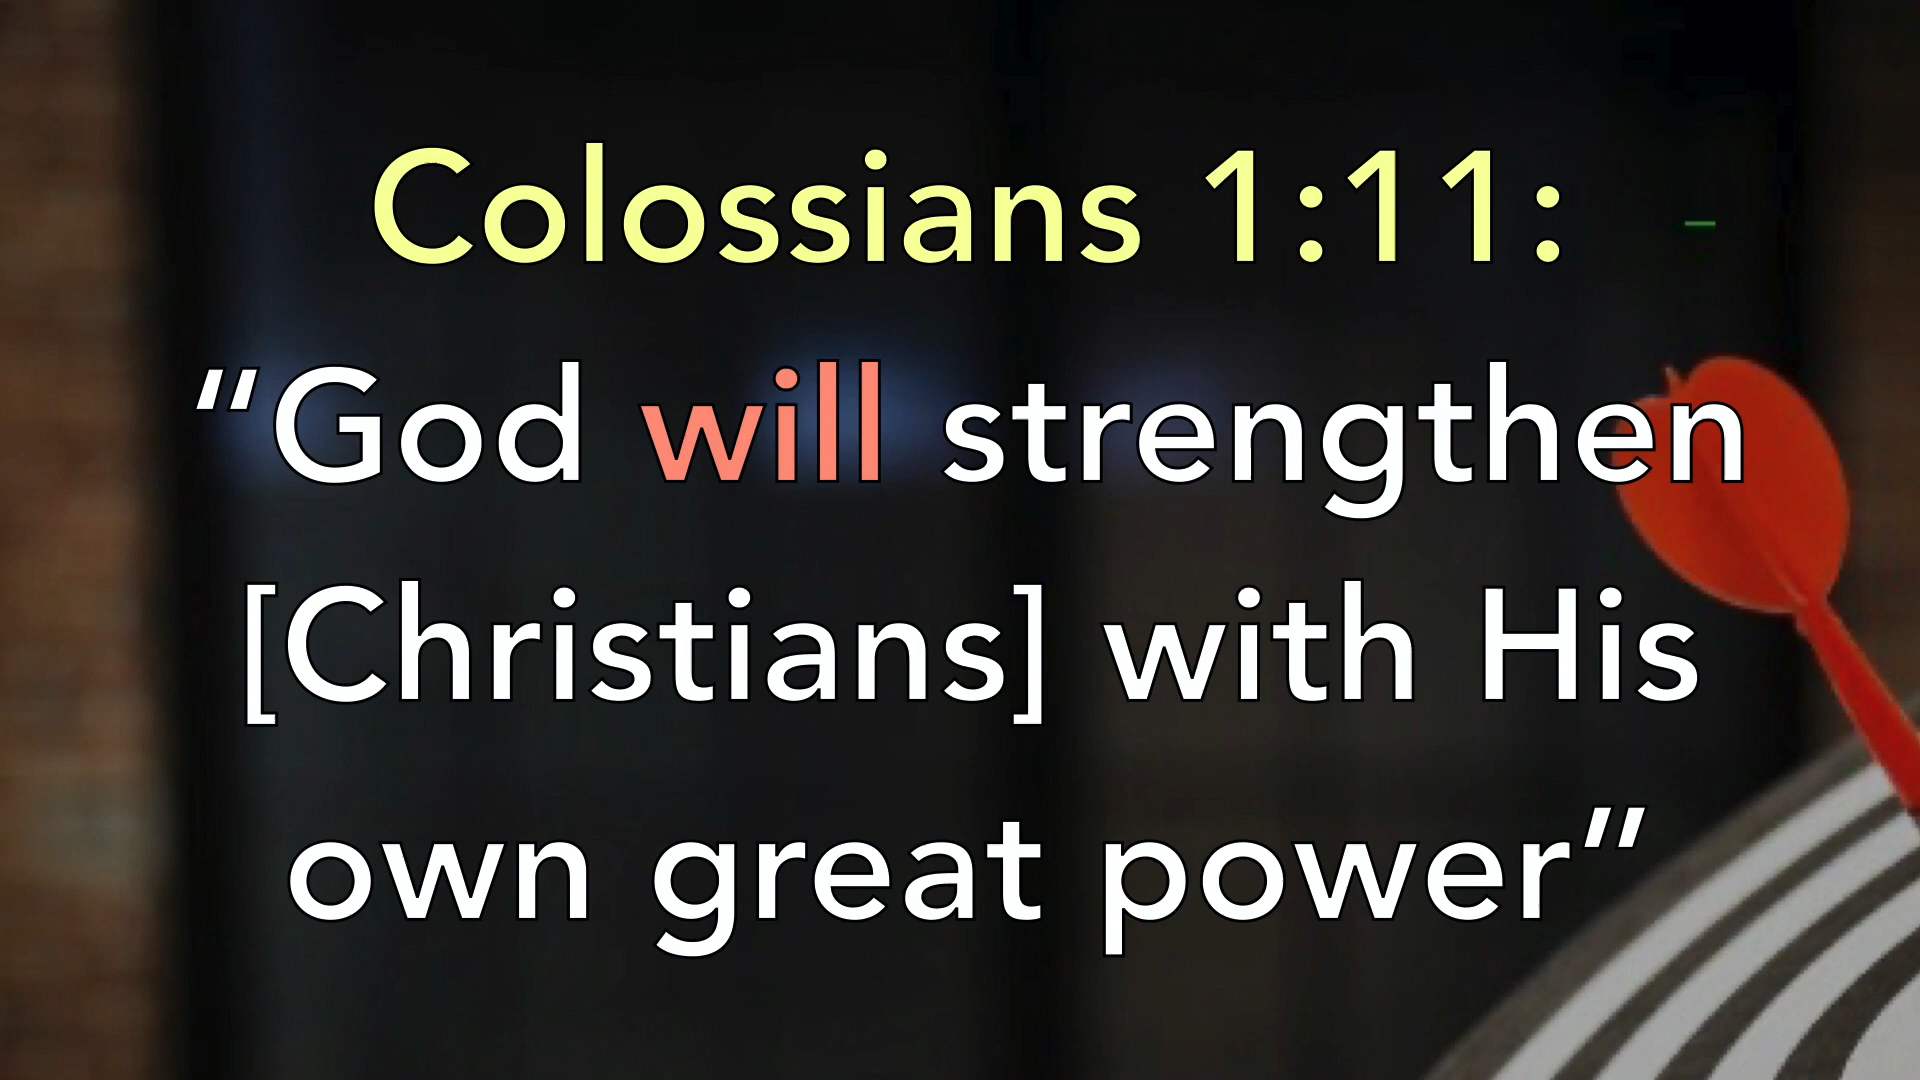 Colossians 1:11:
“God will strengthen
[Christians] with His
own great power”